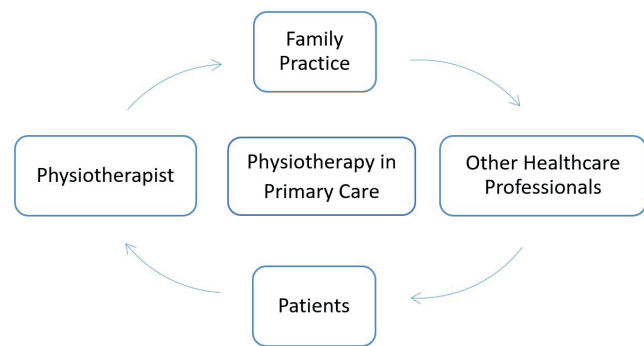 Family
Practice
Physiotherapist
Physiotherapy in
Primary Care
Other Healthcare
Professionals
Patients